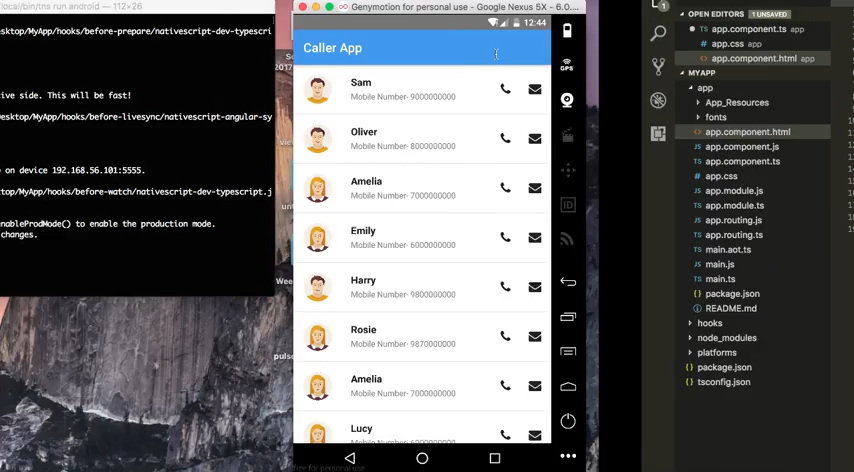 local/bin/tns run android — 112×26
esktop/MyApp/hooks/before-prepare/nativescript-dev-typescri
ive side. This will be fast!
Desktop/MyApp/hooks/before-livesync/nativescript-angular-sy
p on device 192.168.56.101:5555.
top/MyApp/hooks/before-watch/nativescript-dev-typescript.j
enableProdMode() to enable the production mode.
changes.
2017
Wee
puls
Genymotion for personal use - Google Nexus 5X - 6.0...
12:44
Caller App
Sam
Mobile Number- 9000000000
Oliver
Mobile Number- 8000000000
Amelia
Mobile Number- 7000000000
Emily
Mobile Number- 6000000000
Harry
Mobile Number- 9800000000
Rosie
Mobile Number- 9870000000
Amelia
Mobile Number- 7000000000
Lucy
free for personal use
GPS
ID
1
OPEN EDITORS 1 UNSAVED
TS app.component.ts app
# app.css app
<> app.component.html app
MYAPP
app
App_Resources
fonts
<> app.component.html
JS app.component.js
TS app.component.ts
# app.css
JS app.module.js
TS app.module.ts
JS app.routing.js
TS app.routing.ts
TS main.aot.ts
JS main.js
TS main.ts
{} package.json
README.md
hooks
node_modules
platforms
{} package.json
{} tsconfig.json